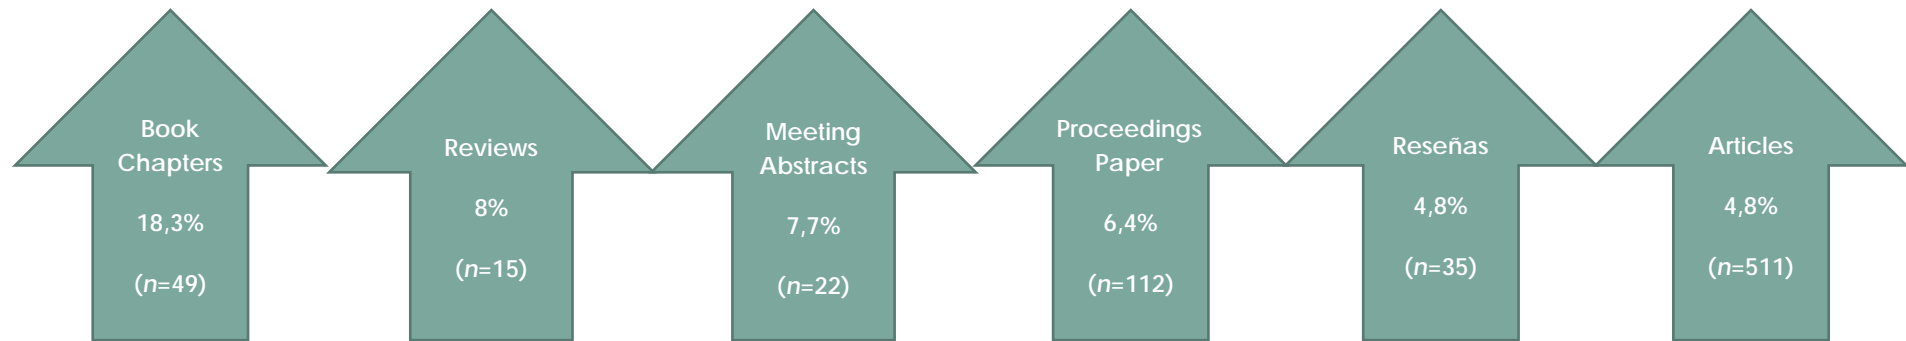 Book
Chapters
18,3%
(n=49)
Reviews
8%
(n=15)
Meeting
Abstracts
7,7%
(n=22)
Proceedings
Paper
6,4%
(n=112)
Reseñas
4,8%
(n=35)
Articles
4,8%
(n=511)